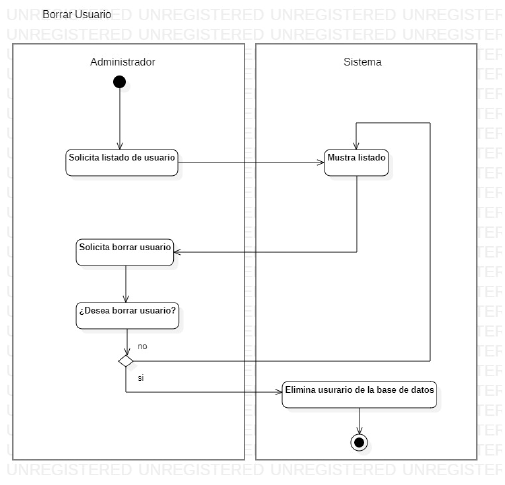 Borrar Usuario
UNREGISTERED UNREGISTERED UNREGISTERED UNREGISTERED
Administrador
Sistema
Solicita listado de usuario
Mustra listado
Solicita borrar usuario
¿Desea borrar usuario?
no
si
Elimina usurario de la base de datos
UNREGISTERED UNREGISTERED UNREGISTERED UNREGISTERED